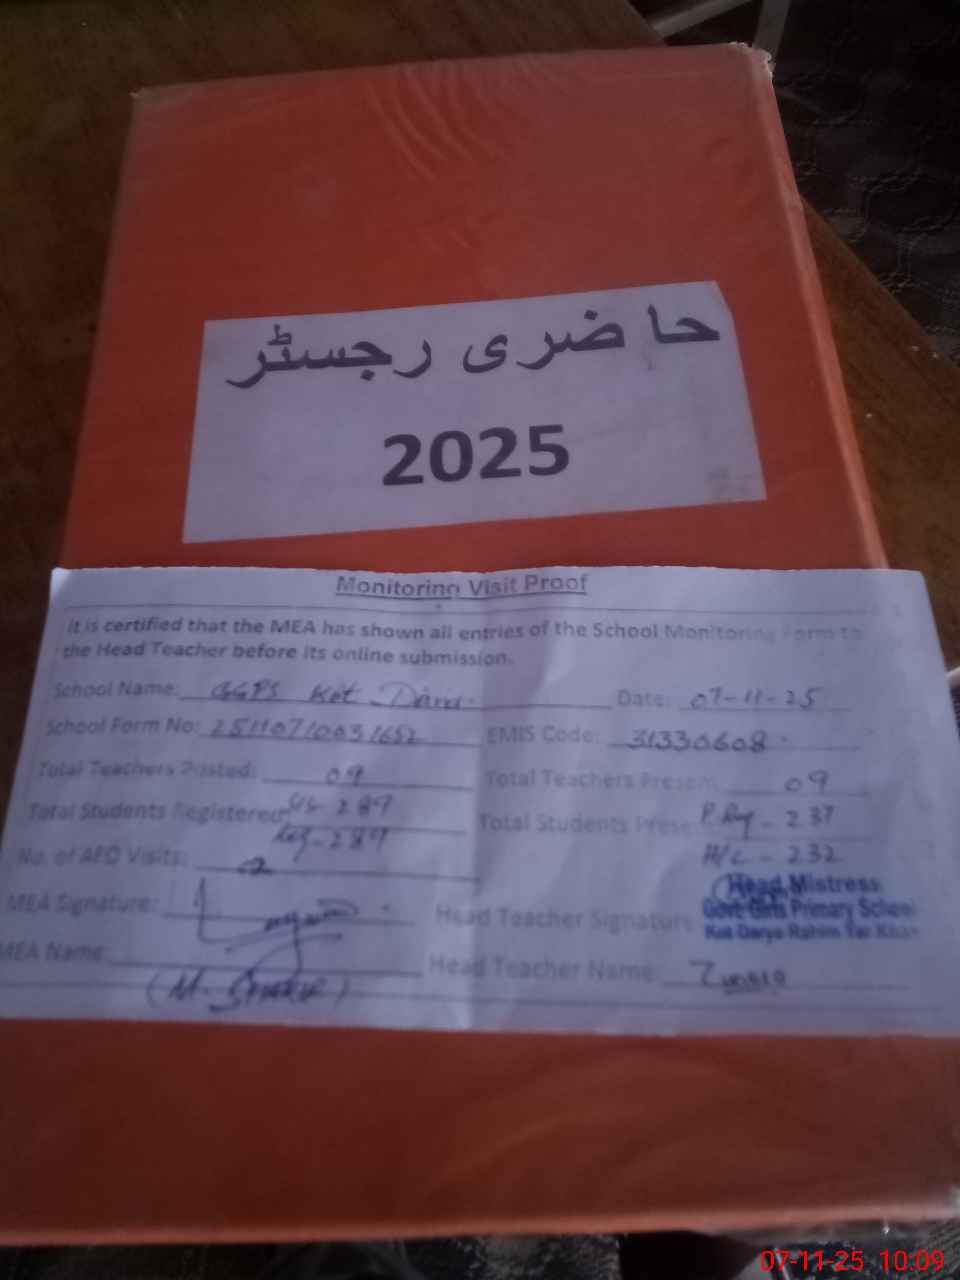 حاضری رجسٹر
2025
Monitoring Visit Proof
It is certified that the MEA has shown all entries of the School Monitoring Form to
the Head Teacher before its online submission.
School Name: GGPS Kot Darya Date: 07-11-25
School Form No: EMIS Code: 31330608
Total Teachers Posted: 09 Total Teachers Present 09
Total Students Registered: 289 Total Students Present P. Reg - 237
Reg - 289 H/C - 232
No. of AEO Visits:
Head Mistress
MEA Signature: Head Teacher Signature Govt. Girls Primary School
Kot Darya Rahim Yar Khan
MEA Name: Head Teacher Name:
07-11-25 10:09